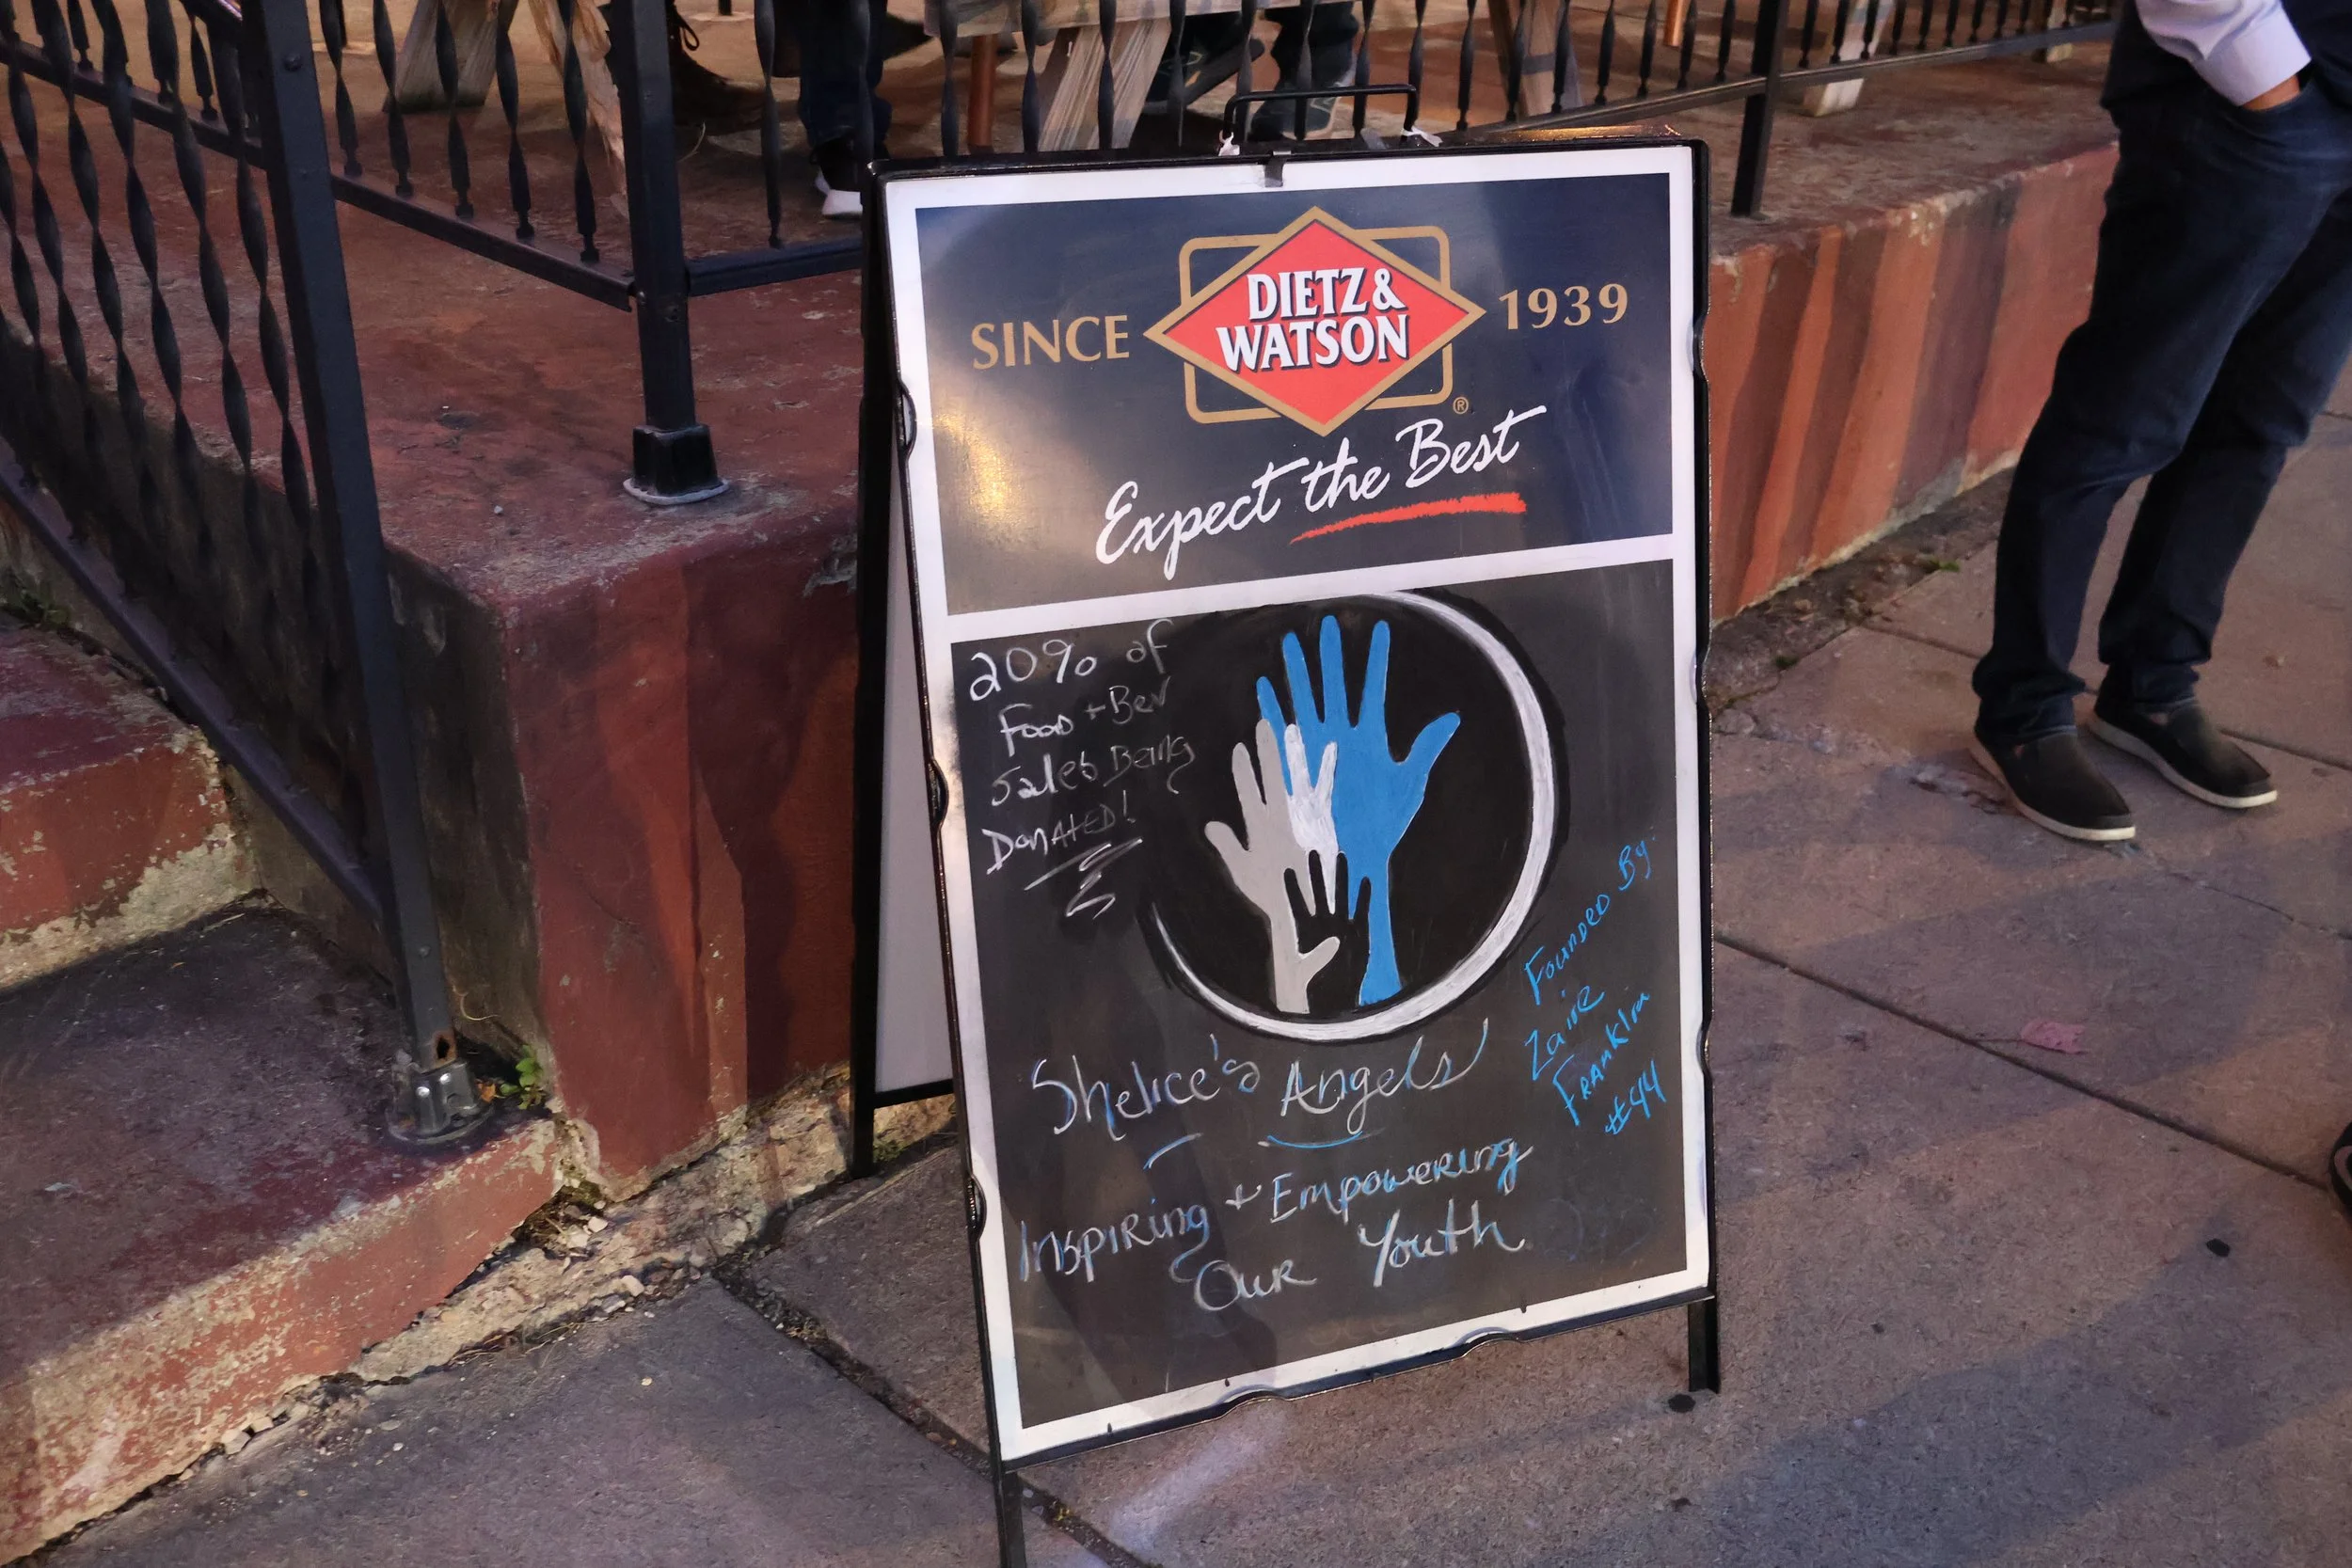 SINCE
DIETZ &
WATSON
®
1939
Expect the Best
20% of
Food + Bev
Sales Being
Donated!
Founded By:
Zaire
Franklin
#44
Shelice's Angels
Inspiring + Empowering
Our Youth